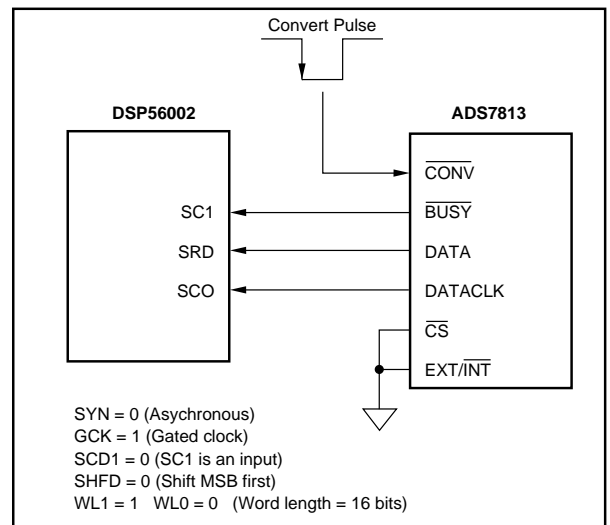 Convert Pulse
DSP56002
ADS7813
CONV
SC1
BUSY
SRD
DATA
SCO
DATACLK
CS
EXT/INT
SYN = 0 (Asychronous)
GCK = 1 (Gated clock)
SCD1 = 0 (SC1 is an input)
SHFD = 0 (Shift MSB first)
WL1 = 1 WL0 = 0 (Word length = 16 bits)